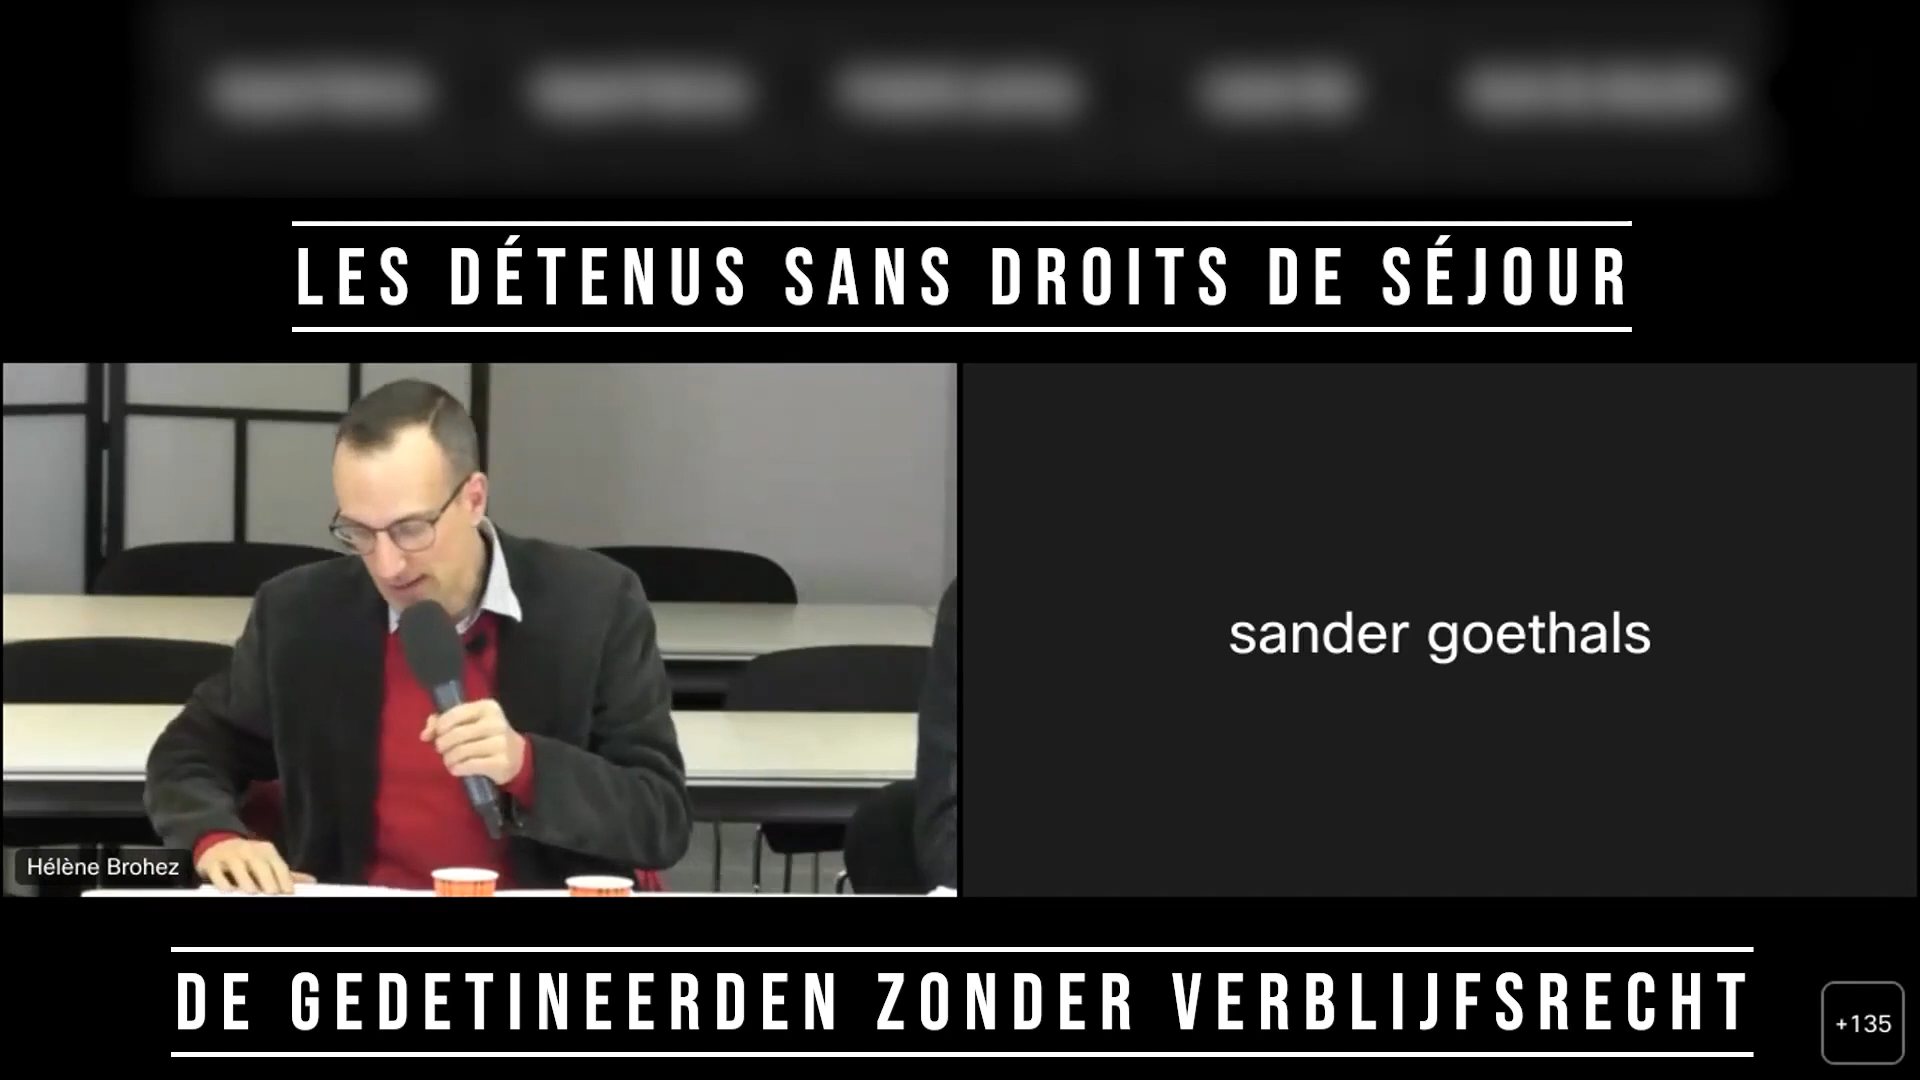 LES DÉTENUS SANS DROITS DE SÉJOUR
sander goethals
Hélène Brohez
DE GEDETINEERDEN ZONDER VERBLIJFSRECHT
+135